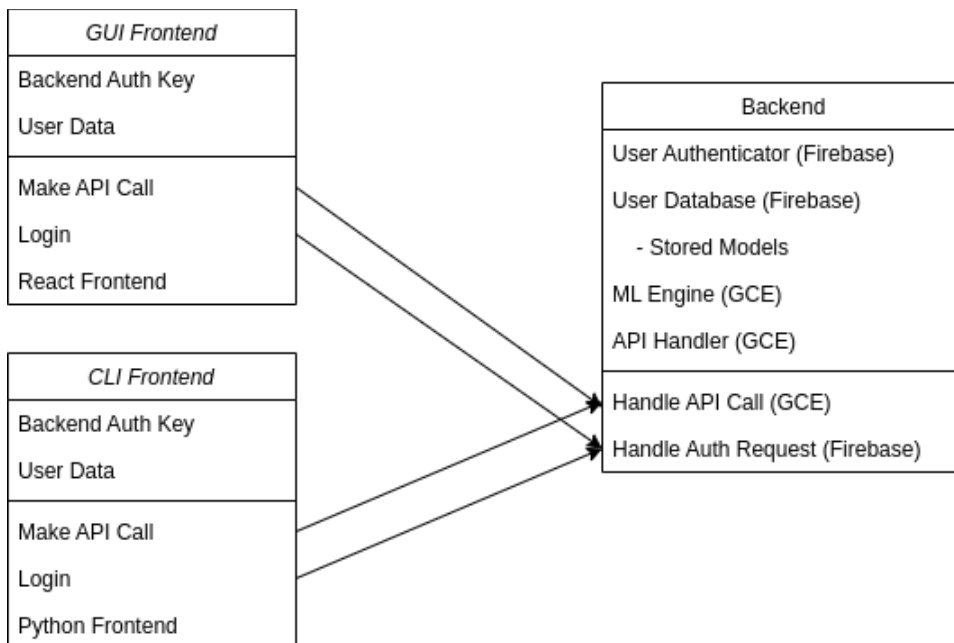 GUI Frontend
Backend Auth Key
User Data
Make API Call
Login
React Frontend
CLI Frontend
Backend Auth Key
User Data
Make API Call
Login
Python Frontend
Backend
User Authenticator (Firebase)
User Database (Firebase)
- Stored Models
ML Engine (GCE)
API Handler (GCE)
Handle API Call (GCE)
Handle Auth Request (Firebase)